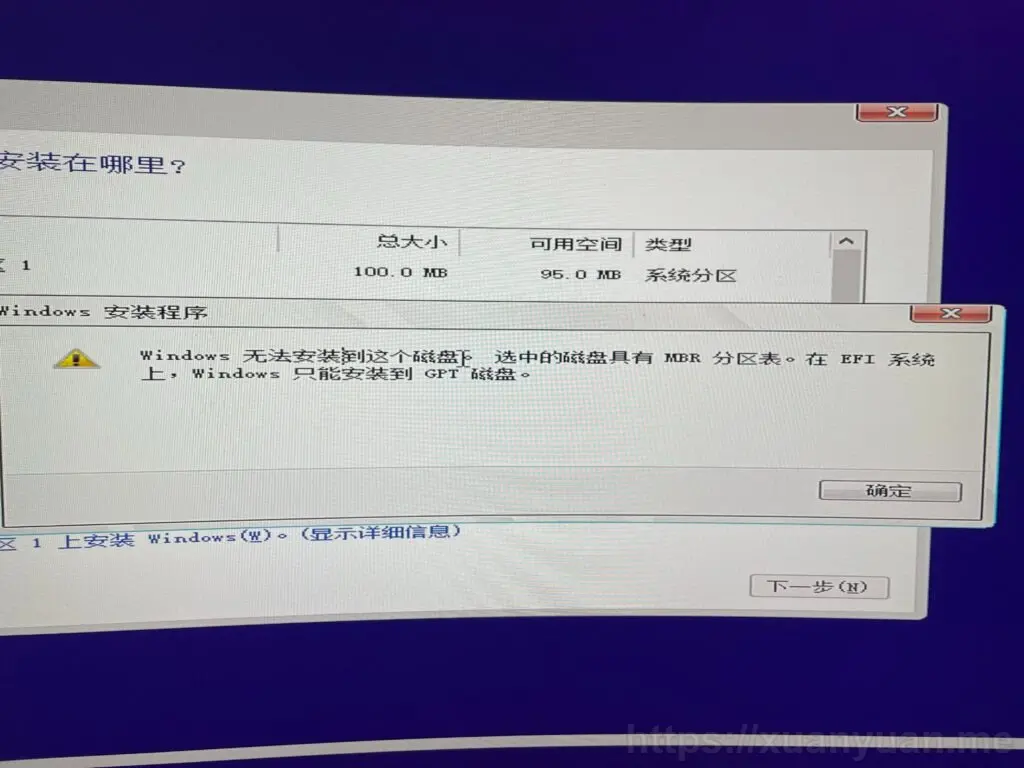 安装在哪里?
总大小 可用空间 类型
区 1 100.0 MB 95.0 MB 系统分区
Windows 安装程序
Windows 无法安装到这个磁盘。 选中的磁盘具有 MBR 分区表。在 EFI 系统
上，Windows 只能安装到 GPT 磁盘。
确定
区 1 上安装 Windows(W)。(显示详细信息)
下一步(N)
https://xuanyuan.me